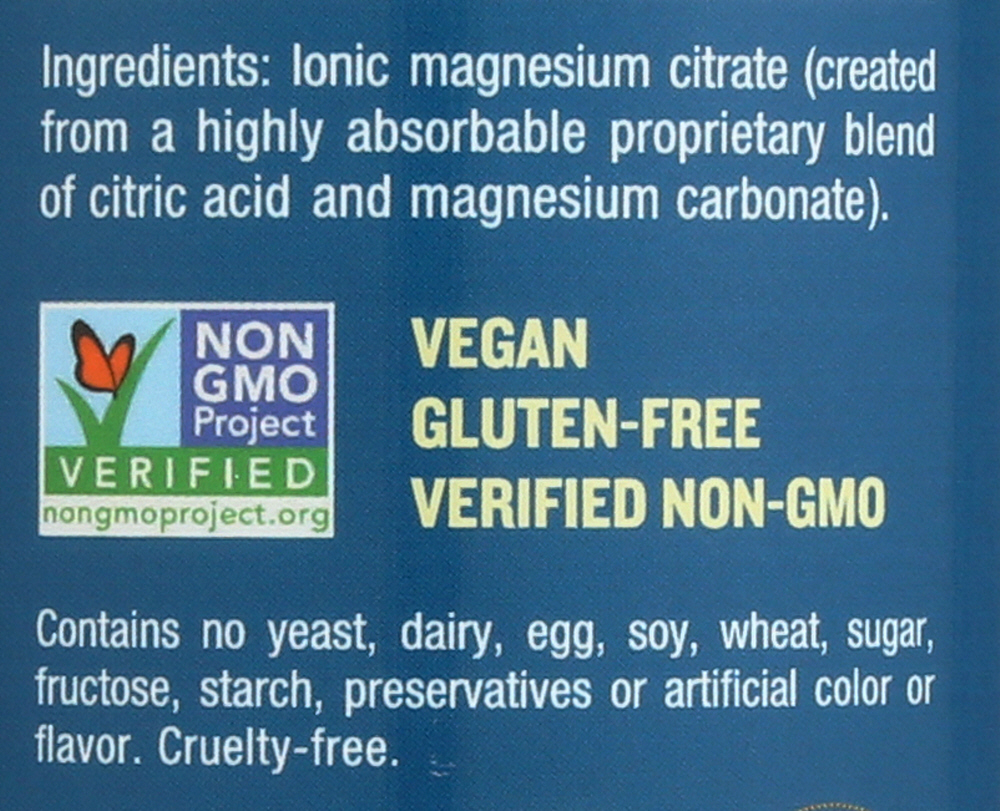 Ingredients: Ionic magnesium citrate (created
from a highly absorbable proprietary blend
of citric acid and magnesium carbonate).
NON
GMO
Project
VERIFIED
nongmoproject.org
VEGAN
GLUTEN-FREE
VERIFIED NON-GMO
Contains no yeast, dairy, egg, soy, wheat, sugar,
fructose, starch, preservatives or artificial color or
flavor. Cruelty-free.